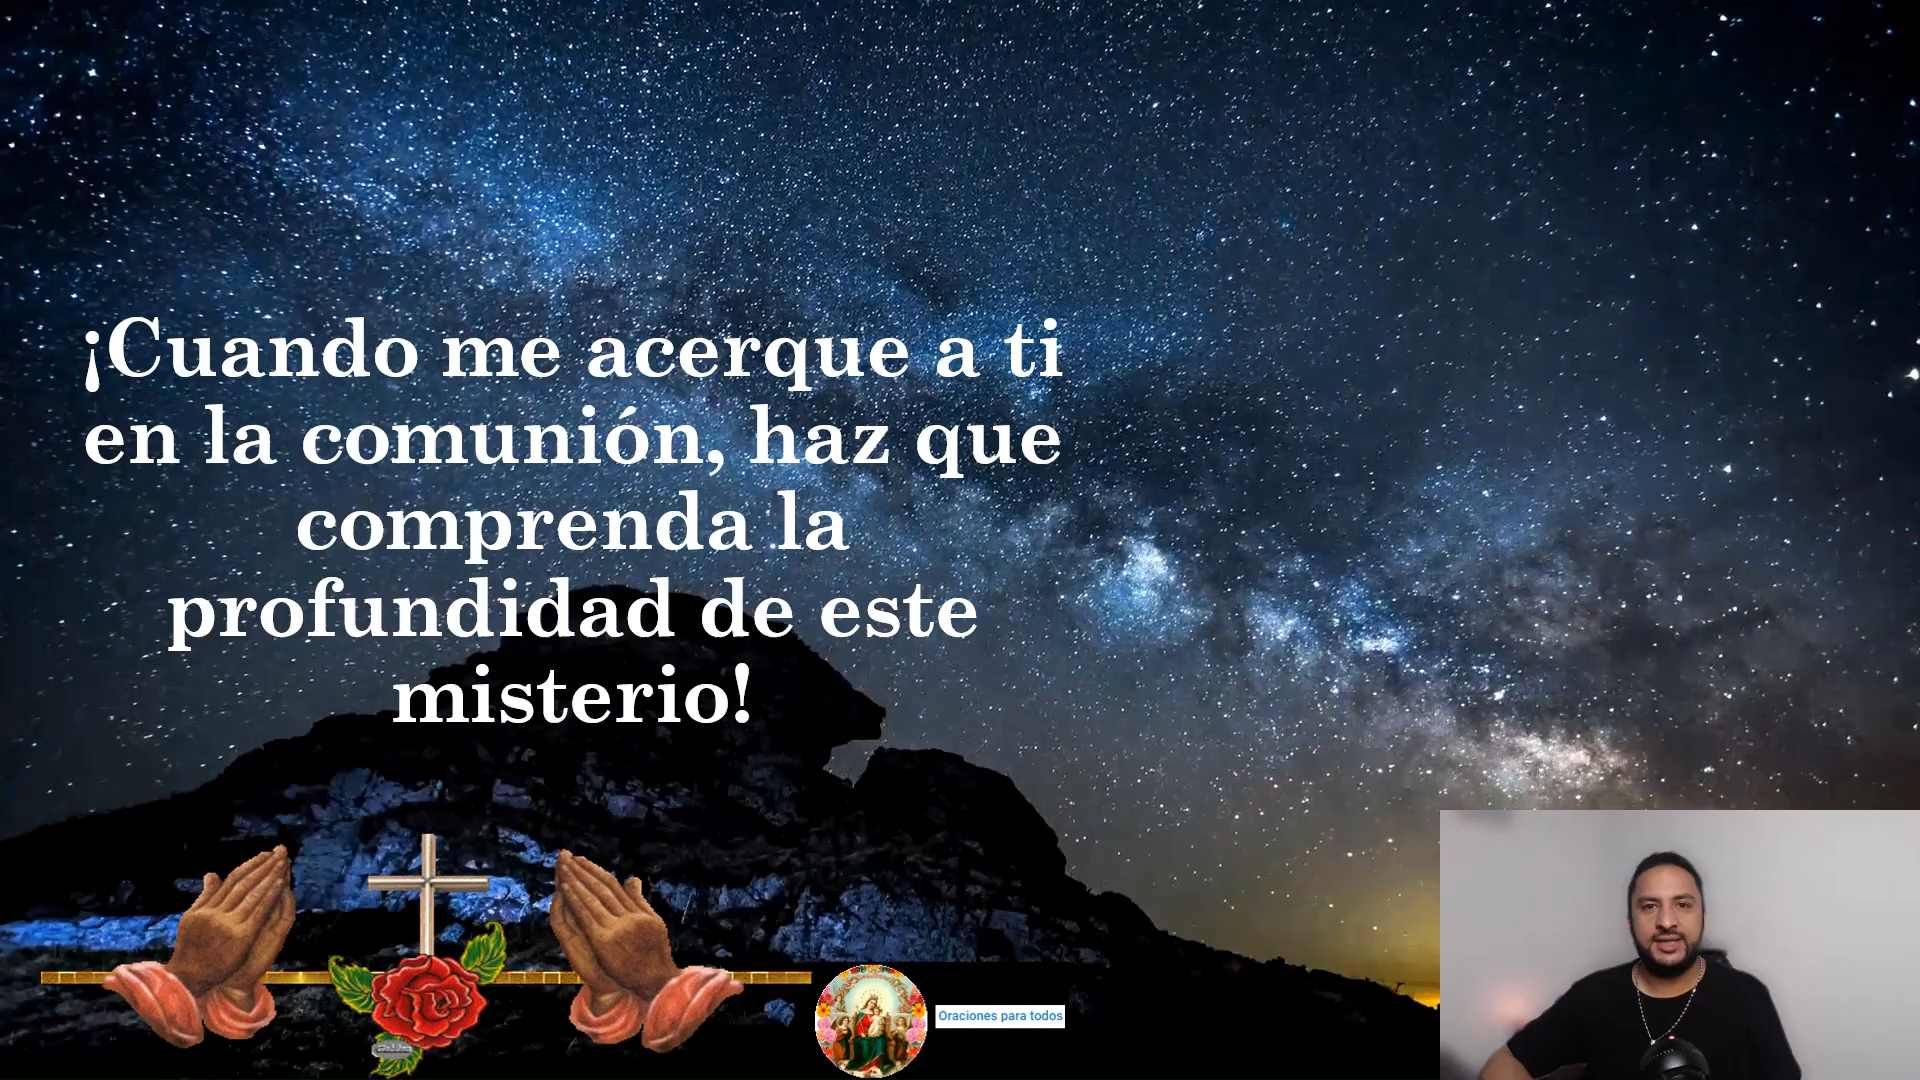 ¡Cuando me acerque a ti
en la comunión, haz que
comprenda la
profundidad de este
misterio!
Oraciones para todos